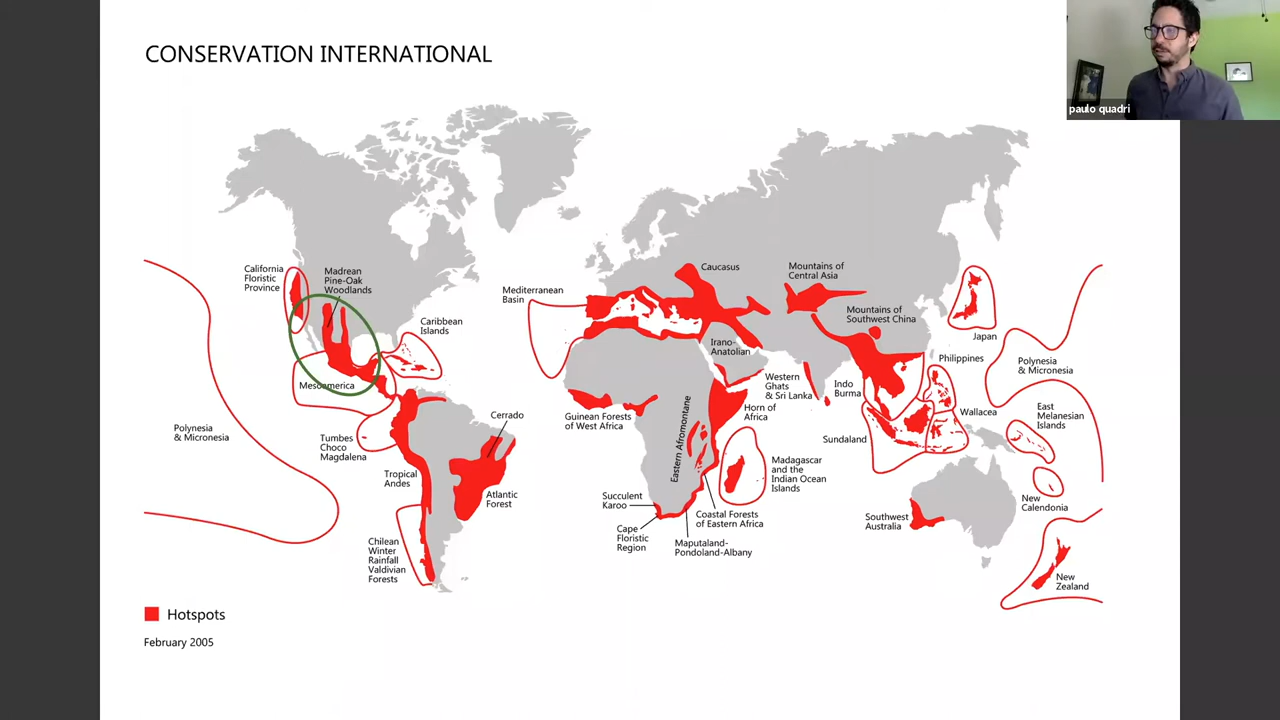 CONSERVATION INTERNATIONAL
paulo quadri
California
Floristic
Province
Madrean
Pine-Oak
Woodlands
Caribbean
Islands
Mesoamerica
Polynesia
& Micronesia
Tumbes
Choco
Magdalena
Tropical
Andes
Cerrado
Atlantic
Forest
Chilean
Winter
Rainfall
Valdivian
Forests
Mediterranean
Basin
Caucasus
Irano-
Anatolian
Mountains of
Central Asia
Mountains of
Southwest China
Japan
Western
Ghats
& Sri Lanka
Indo
Burma
Philippines
Polynesia
& Micronesia
Guinean Forests
of West Africa
Horn of
Africa
Eastern Afromontane
Sundaland
Wallacea
East
Melanesian
Islands
Madagascar
and the
Indian Ocean
Islands
Succulent
Karoo
Cape
Floristic
Region
Coastal Forests
of Eastern Africa
Maputaland-
Pondoland-Albany
Southwest
Australia
New
Calendonia
New
Zealand
Hotspots
February 2005